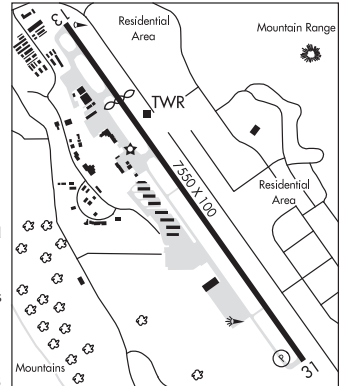 13
Residential
Area
Mountain Range
TWR
7550 X 100
Residential
Area
31
P
Mountains